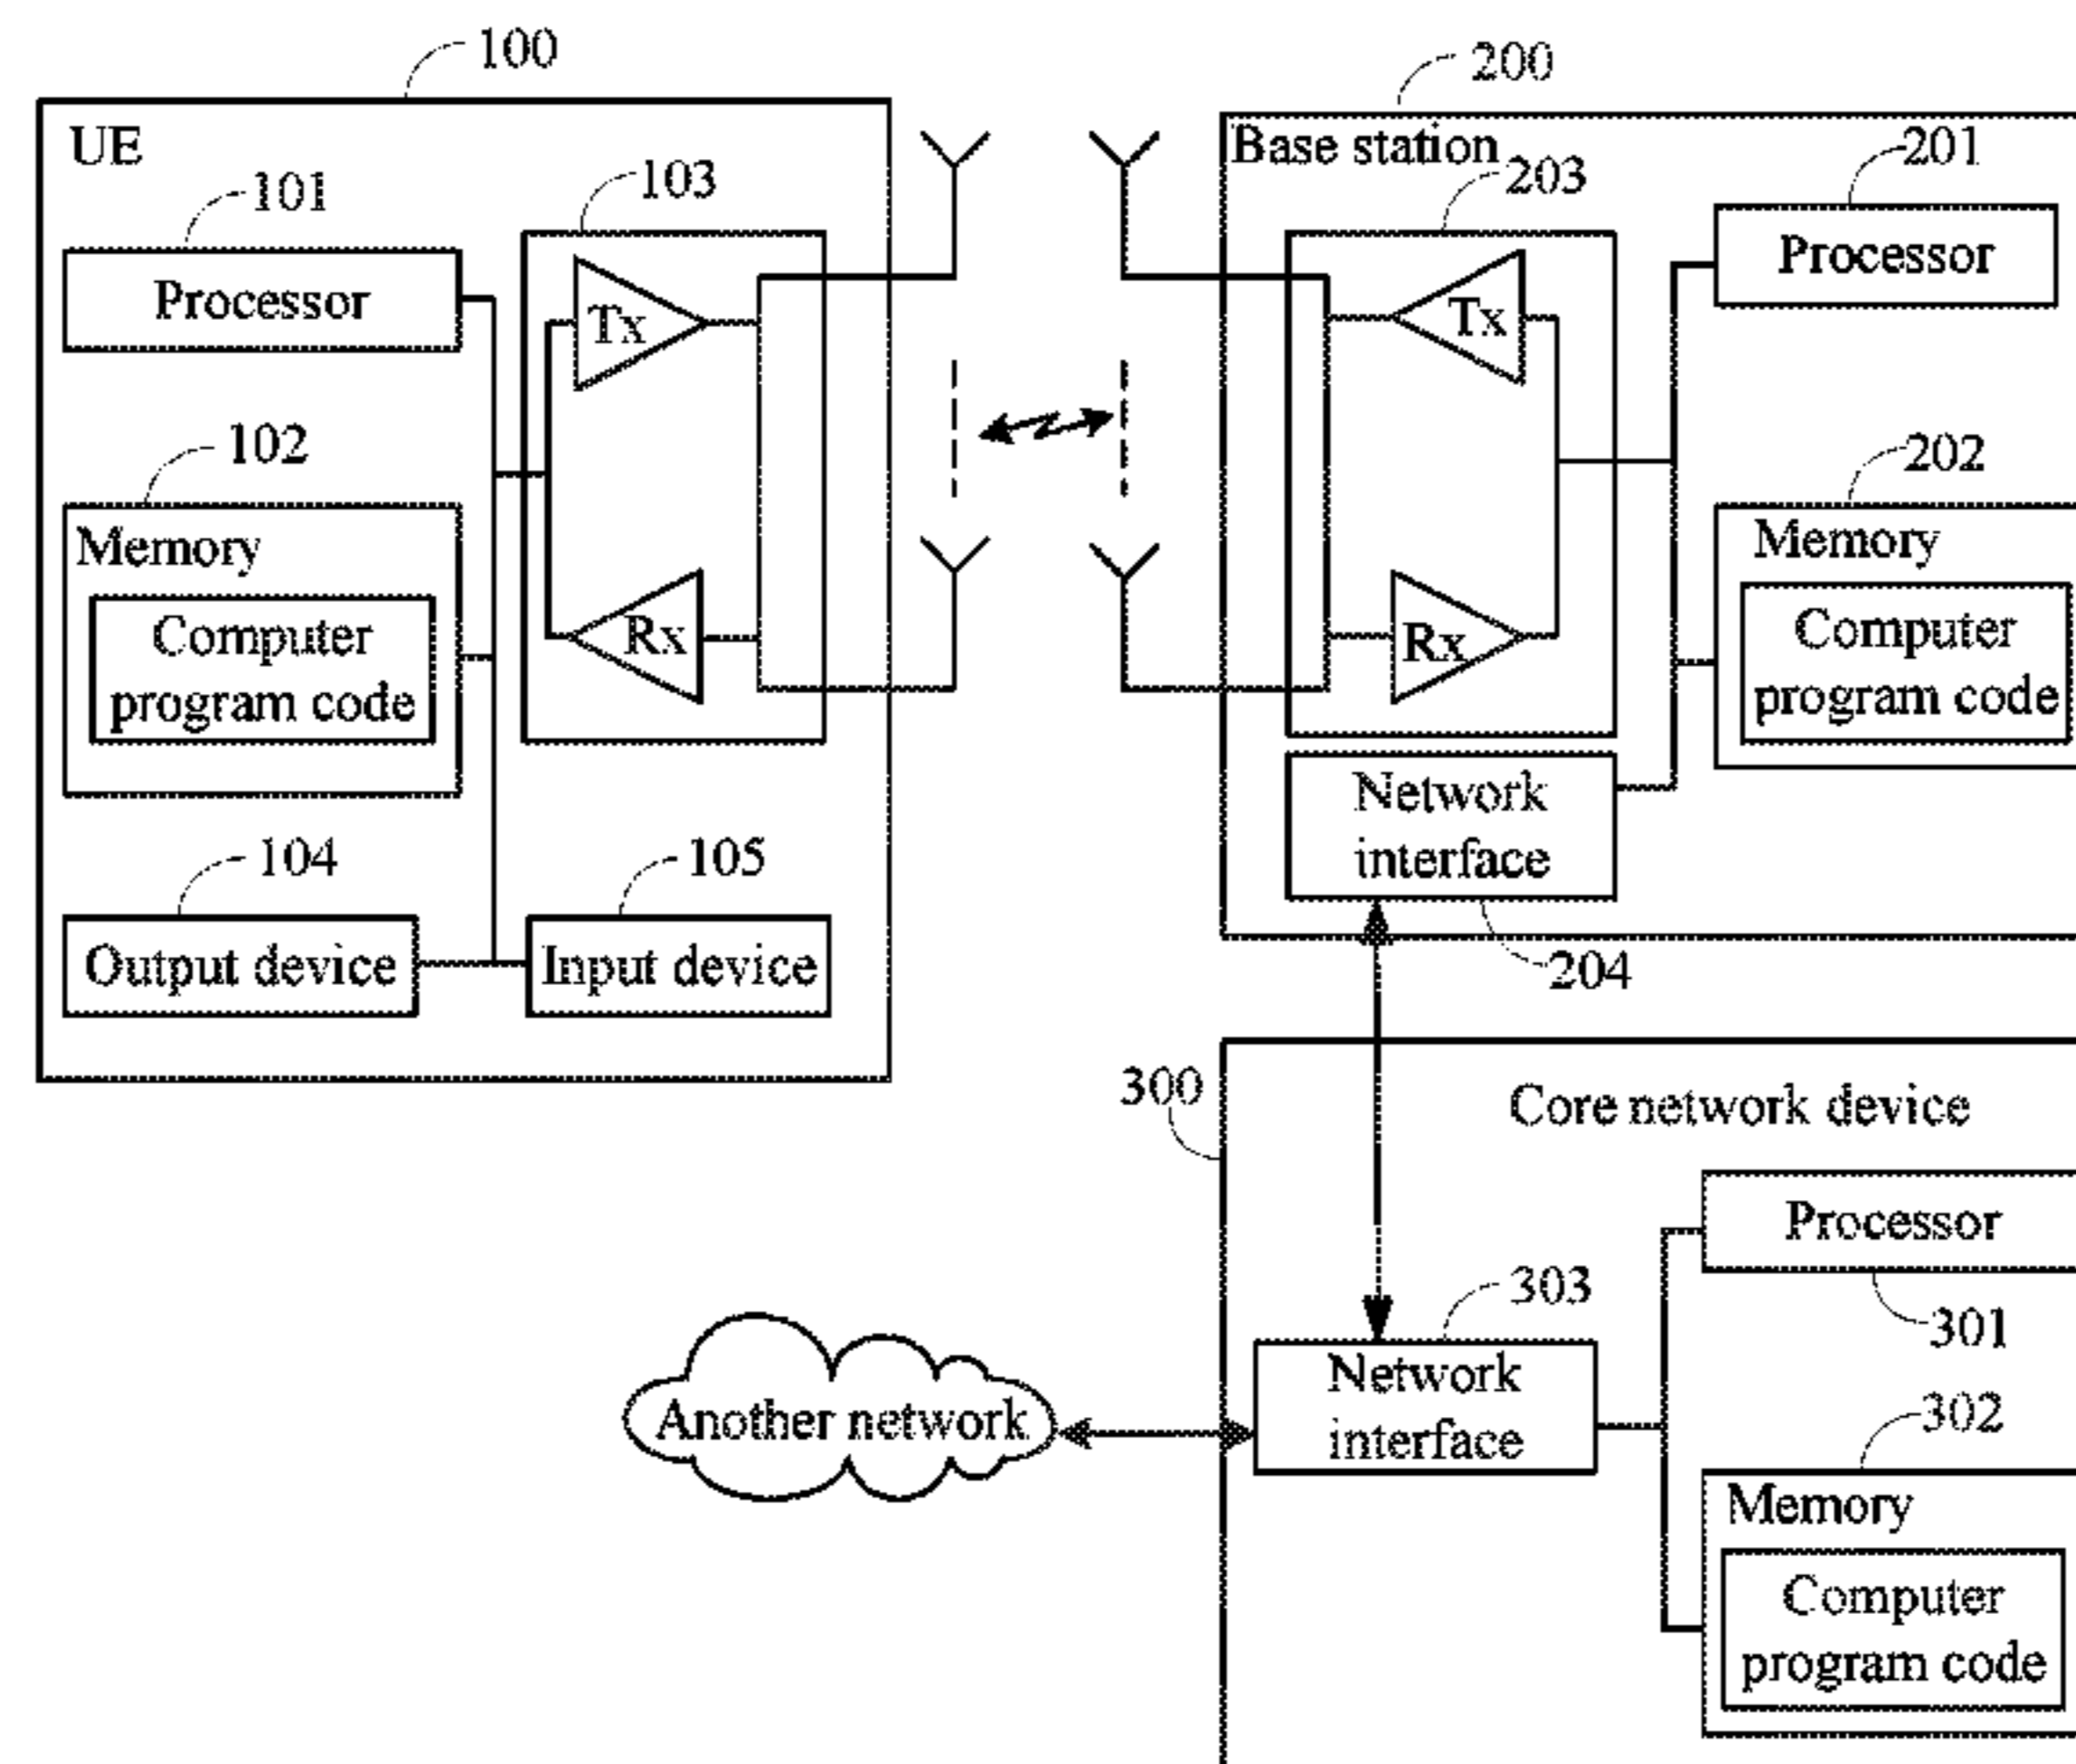 100
UE
101
Processor
103
Tx
Rx
102
Memory
Computer
program code
104
Output device
105
Input device
200
Base station
203
Tx
Rx
201
Processor
202
Memory
Computer
program code
Network
interface
204
300
Core network device
Processor
301
303
Network
interface
Another network
302
Memory
Computer
program code